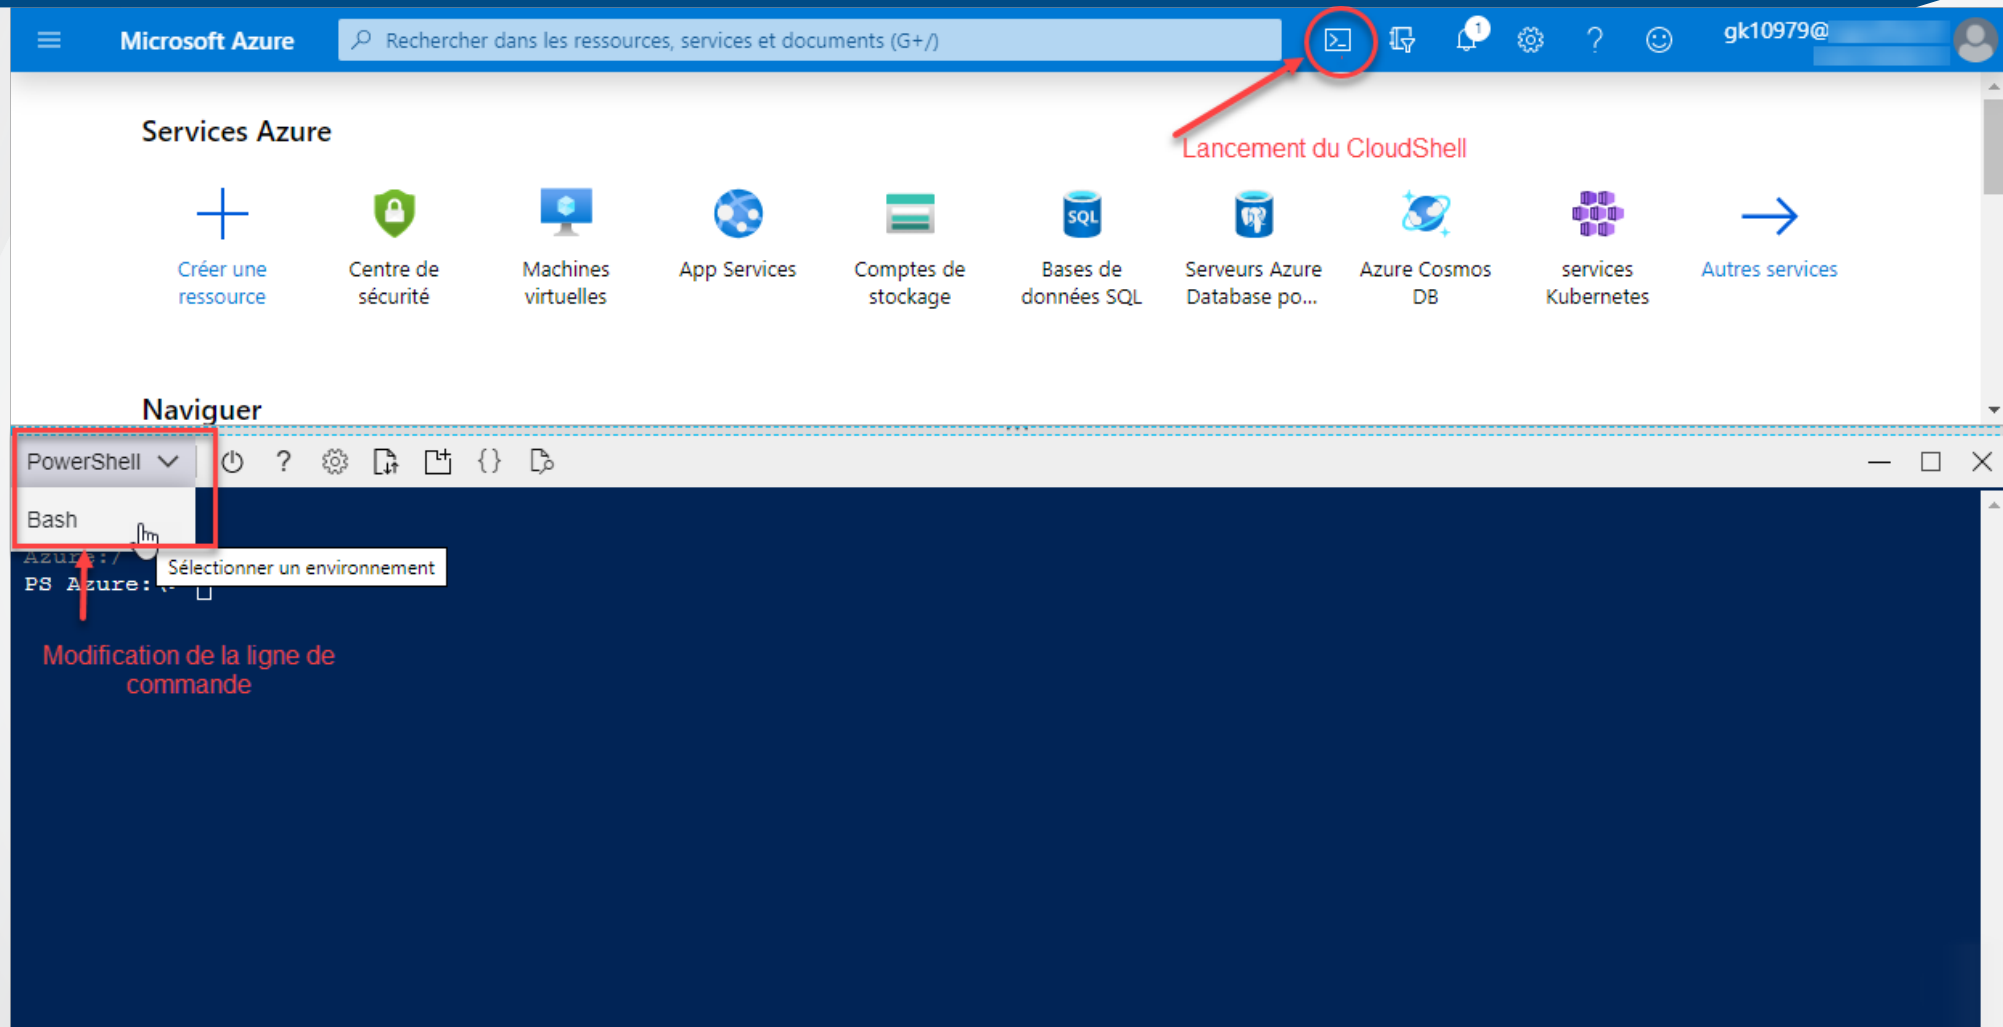 Microsoft Azure
Rechercher dans les ressources, services et documents (G+/)
1
gk10979@
Services Azure
Lancement du CloudShell
SQL
Créer une
ressource
Centre de
sécurité
Machines
virtuelles
App Services
Comptes de
stockage
Bases de
données SQL
Serveurs Azure
Database po...
Azure Cosmos
DB
services
Kubernetes
Autres services
Naviguer
PowerShell
Bash
Azure:/
Sélectionner un environnement
PS Azure:\
Modification de la ligne de
commande